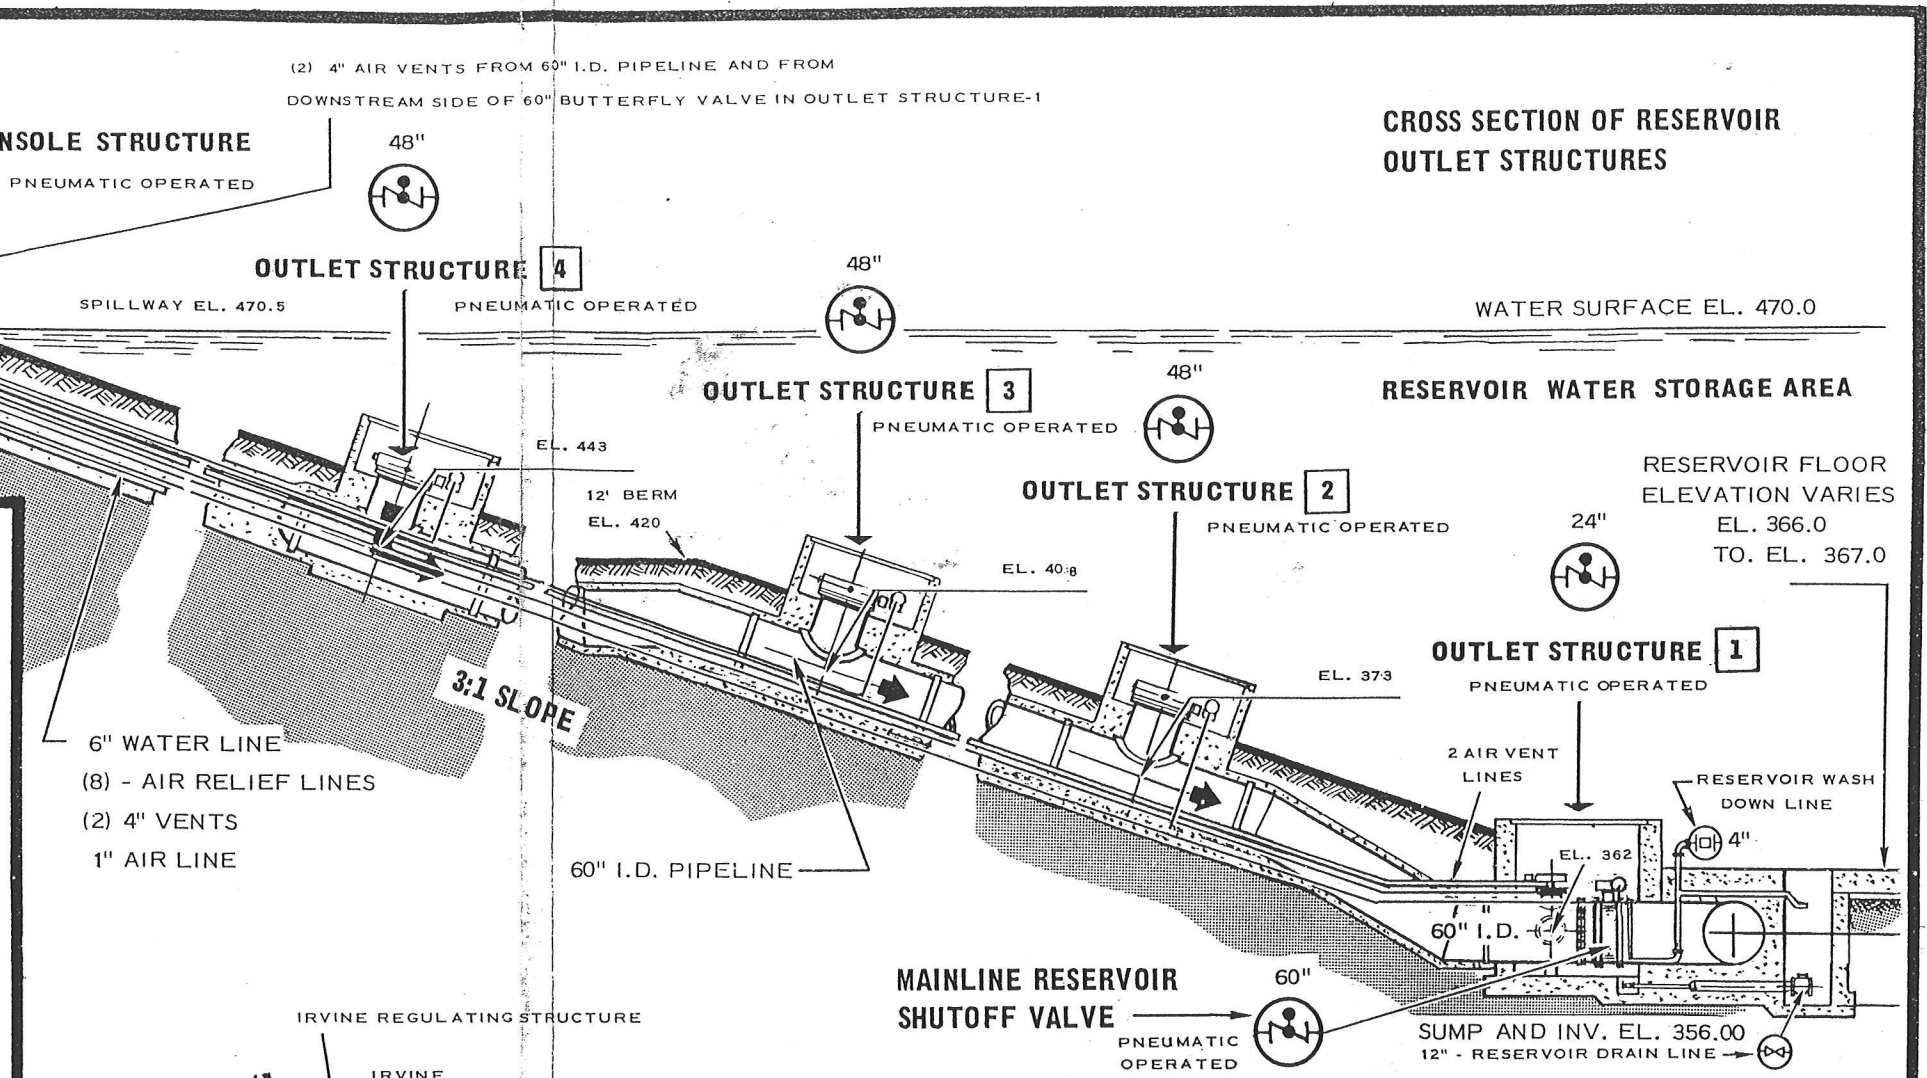 (2) 4" AIR VENTS FROM 60" I.D. PIPELINE AND FROM
DOWNSTREAM SIDE OF 60" BUTTERFLY VALVE IN OUTLET STRUCTURE-1
NSOLE STRUCTURE
PNEUMATIC OPERATED
48"
CROSS SECTION OF RESERVOIR
OUTLET STRUCTURES
OUTLET STRUCTURE 4
SPILLWAY EL. 470.5
PNEUMATIC OPERATED
48"
WATER SURFACE EL. 470.0
OUTLET STRUCTURE 3
PNEUMATIC OPERATED
48"
RESERVOIR WATER STORAGE AREA
EL. 443
12' BERM
EL. 420
OUTLET STRUCTURE 2
PNEUMATIC OPERATED
RESERVOIR FLOOR
ELEVATION VARIES
EL. 366.0
TO. EL. 367.0
24"
EL. 408
OUTLET STRUCTURE 1
PNEUMATIC OPERATED
EL. 373
3:1 SLOPE
6" WATER LINE
(8) - AIR RELIEF LINES
(2) 4" VENTS
1" AIR LINE
60" I.D. PIPELINE
2 AIR VENT
LINES
RESERVOIR WASH
DOWN LINE
4"
EL. 362
60" I.D.
MAINLINE RESERVOIR
SHUTOFF VALVE
60"
PNEUMATIC
OPERATED
SUMP AND INV. EL. 356.00
12" - RESERVOIR DRAIN LINE
IRVINE REGULATING STRUCTURE
IRVINE